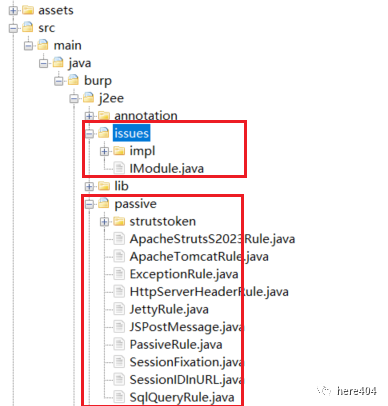 assets
src
main
java
burp
j2ee
annotation
issues
impl
IModule.java
lib
passive
strutstoken
ApacheStrutsS2023Rule.java
ApacheTomcatRule.java
ExceptionRule.java
HttpServerHeaderRule.java
JettyRule.java
JSPostMessage.java
PassiveRule.java
SessionFixation.java
SessionIDInURL.java
SqlQueryRule.java
here404